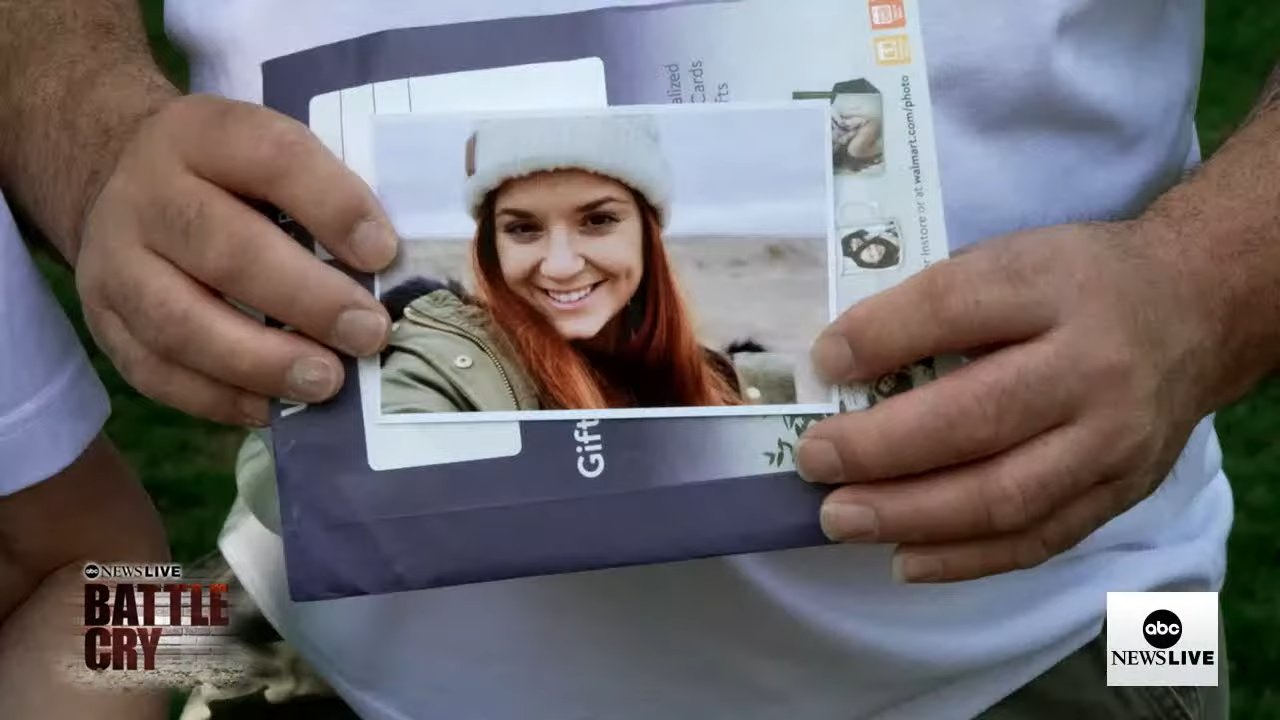 alized
Cards
fts
r instore or at walmart.com/photo
Gift
abc NEWS LIVE
BATTLE
CRY
abc
NEWS LIVE